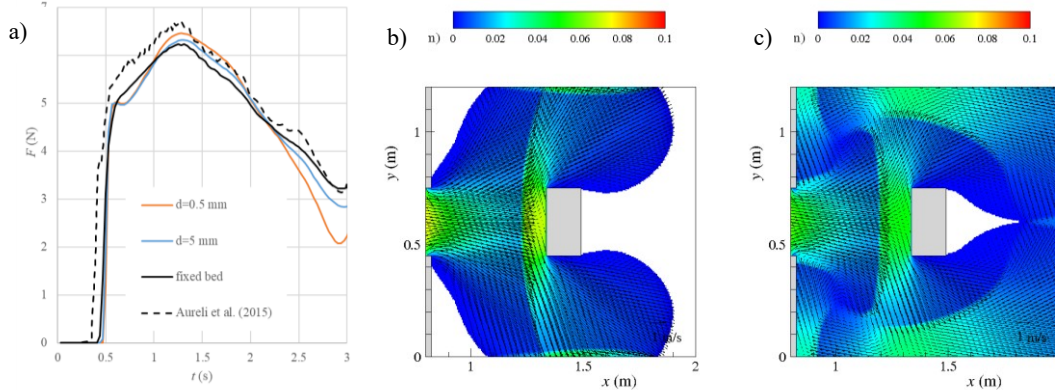 a)
7
5
4
6
7
1
0
F (N)
d=0.5 mm
d=5 mm
fixed bed
Aureli et al. (2015)
0 0.5 1 1.5 2 2.5 3
t (s)
b)
n) 0 0.02 0.04 0.06 0.08 0.1
y (m)
1
0.5
0
1 m/s
1 1.5 2
x (m)
c)
n) 0 0.02 0.04 0.06 0.08 0.1
y (m)
1
0.5
0
1 m/s
1 1.5
x (m)